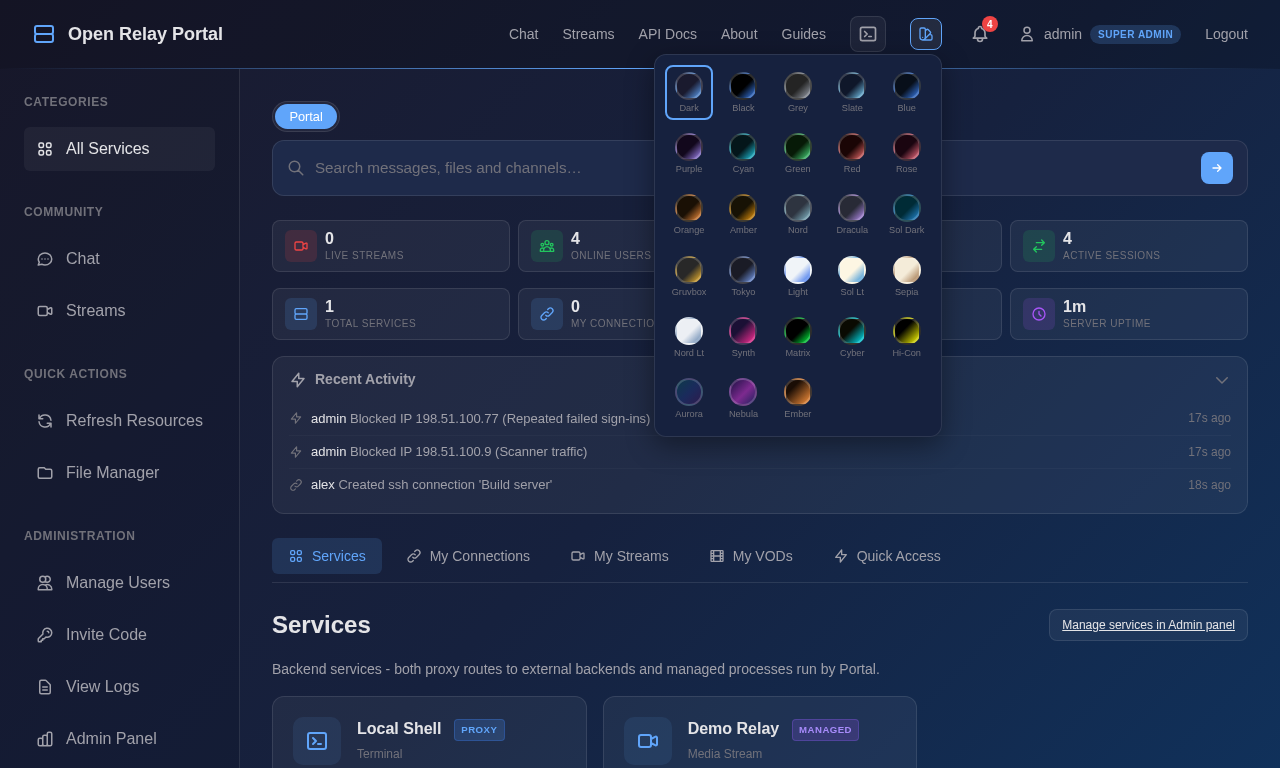 Open Relay Portal
Chat
Streams
API Docs
About
Guides
4
admin
SUPER ADMIN
Logout
Dark
Black
Grey
Slate
Blue
Purple
Cyan
Green
Red
Rose
Orange
Amber
Nord
Dracula
Sol Dark
Gruvbox
Tokyo
Light
Sol Lt
Sepia
Nord Lt
Synth
Matrix
Cyber
Hi-Con
Aurora
Nebula
Ember
CATEGORIES
All Services
COMMUNITY
Chat
Streams
QUICK ACTIONS
Refresh Resources
File Manager
ADMINISTRATION
Manage Users
Invite Code
View Logs
Admin Panel
Portal
Search messages, files and channels…
0
LIVE STREAMS
4
ONLINE USERS
4
ACTIVE SESSIONS
1
TOTAL SERVICES
0
1m
SERVER UPTIME
Recent Activity
admin Blocked IP 198.51.100.77 (Repeated failed sign-ins)
17s ago
admin Blocked IP 198.51.100.9 (Scanner traffic)
17s ago
alex Created ssh connection 'Build server'
18s ago
Services
My Connections
My Streams
My VODs
Quick Access
Services
Manage services in Admin panel
Backend services - both proxy routes to external backends and managed processes run by Portal.
Local Shell
PROXY
Terminal
Demo Relay
MANAGED
Media Stream